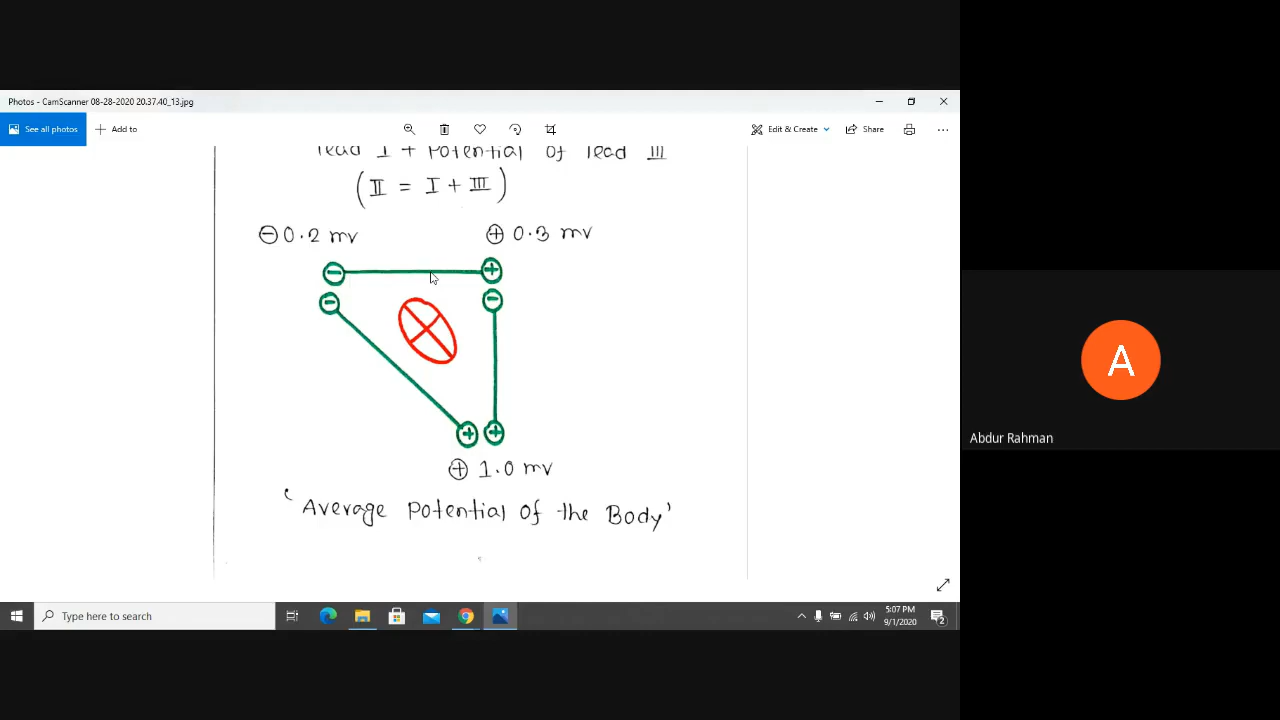 Photos - CamScanner 08-28-2020 20.37.40_13.jpg
See all photos
Add to
Edit & Create
Share
lead I + Potential of lead III
(II = I + III)
⊖ 0.2 mv
⊕ 0.3 mv
− +
− −
+ +
⊕ 1.0 mv
'Average Potential of the Body'
A
Abdur Rahman
Type here to search
5:07 PM
9/1/2020
2